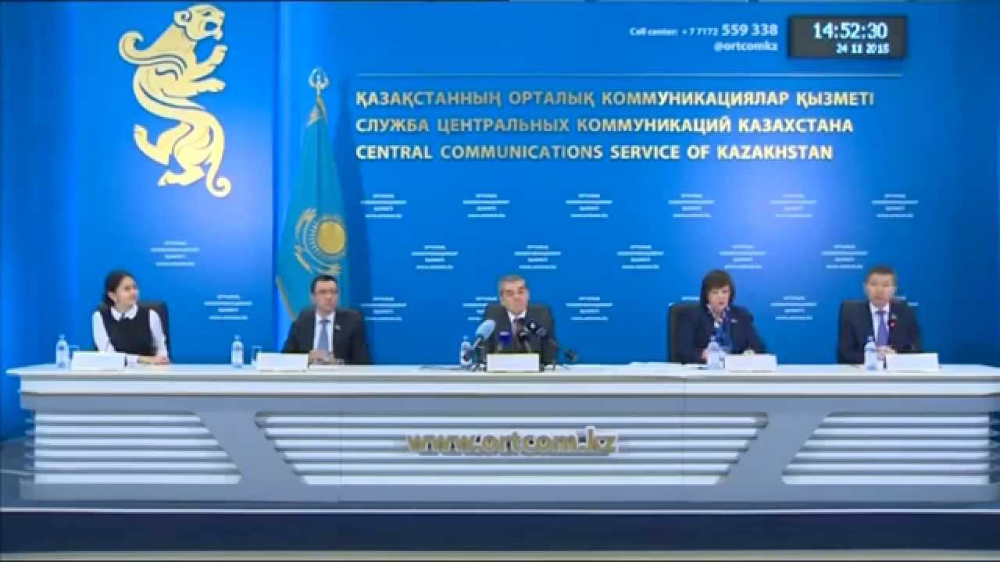 Call center: +7 7172 559 338
@ortcomkz
14:52:30
24 11 2015
ҚАЗАҚСТАННЫҢ ОРТАЛЫҚ КОММУНИКАЦИЯЛАР ҚЫЗМЕТІ
СЛУЖБА ЦЕНТРАЛЬНЫХ КОММУНИКАЦИЙ КАЗАХСТАНА
CENTRAL COMMUNICATIONS SERVICE OF KAZAKHSTAN
www.ortcom.kz